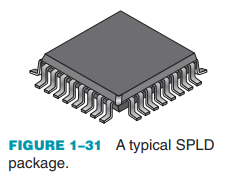 FIGURE 1–31 A typical SPLD
package.